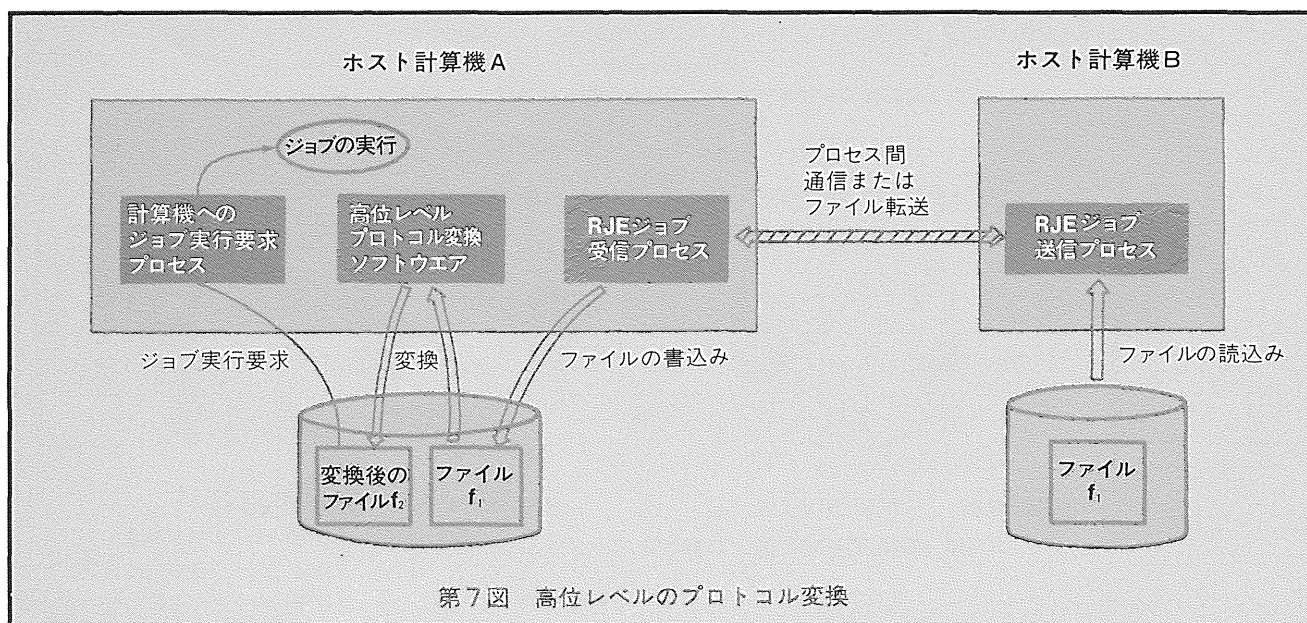 ホスト計算機A
ホスト計算機B
ジョブの実行
プロセス間
通信または
ファイル転送
計算機への
ジョブ実行要求
プロセス
高位レベル
プロトコル変換
ソフトウエア
RJEジョブ
受信プロセス
RJEジョブ
送信プロセス
ジョブ実行要求
変換
ファイルの書込み
ファイルの読込み
変換後の
ファイルf₂
ファイル
f₁
ファイル
f₁
第7図 高位レベルのプロトコル変換